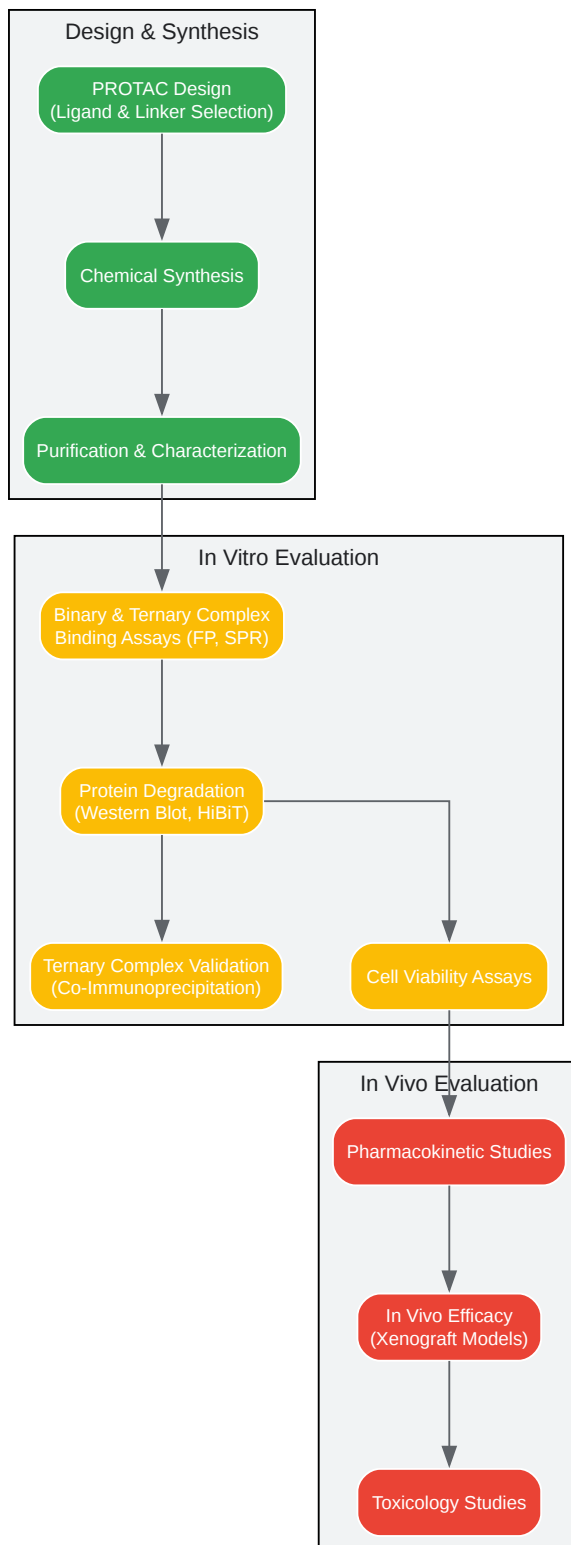 Design & Synthesis
PROTAC Design
(Ligand & Linker Selection)
Chemical Synthesis
Purification & Characterization
In Vitro Evaluation
Binary & Ternary Complex
Binding Assays (FP, SPR)
Protein Degradation
(Western Blot, HiBiT)
Ternary Complex Validation
(Co-Immunoprecipitation)
Cell Viability Assays
In Vivo Evaluation
Pharmacokinetic Studies
In Vivo Efficacy
(Xenograft Models)
Toxicology Studies